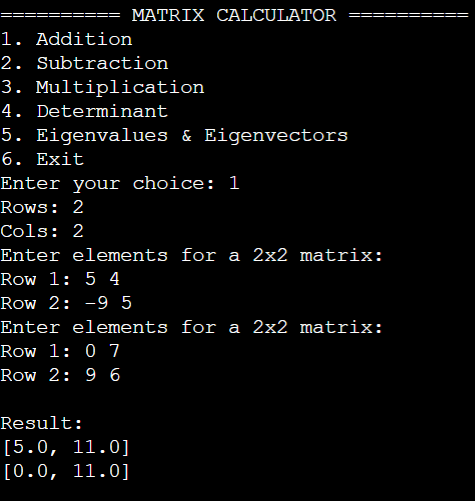 ========== MATRIX CALCULATOR ==========
1. Addition
2. Subtraction
3. Multiplication
4. Determinant
5. Eigenvalues & Eigenvectors
6. Exit
Enter your choice: 1
Rows: 2
Cols: 2
Enter elements for a 2x2 matrix:
Row 1: 5 4
Row 2: -9 5
Enter elements for a 2x2 matrix:
Row 1: 0 7
Row 2: 9 6

Result:
[5.0, 11.0]
[0.0, 11.0]